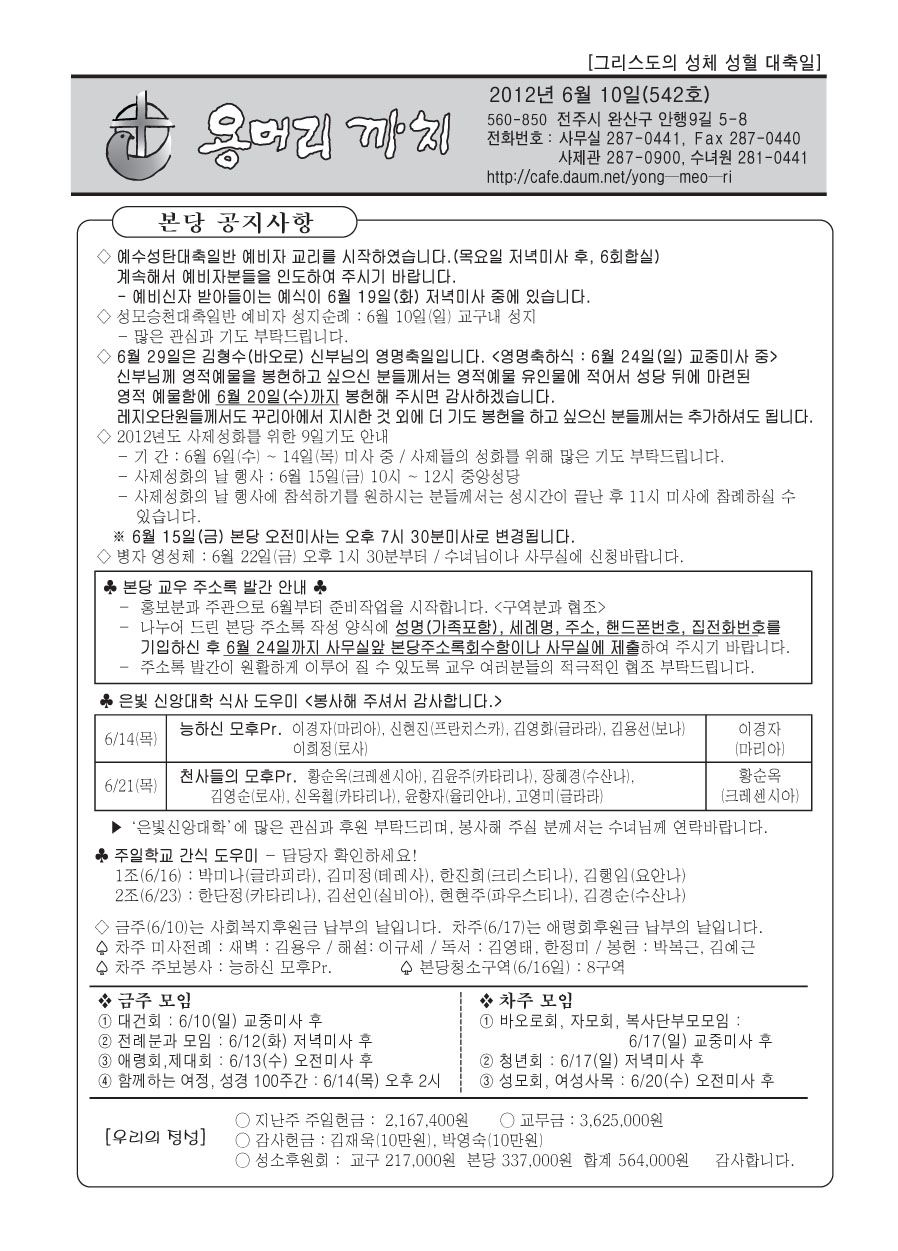 [그리스도의 성체 성혈 대축일]
용머리 까치
2012년 6월 10일(542호)
560-850 전주시 완산구 안행9길 5-8
전화번호 : 사무실 287-0441, Fax 287-0440
사제관 287-0900, 수녀원 281-0441
http://cafe.daum.net/yong―meo―ri
본당 공지사항
◇ 예수성탄대축일반 예비자 교리를 시작하였습니다.(목요일 저녁미사 후, 6회합실)
계속해서 예비자분들을 인도하여 주시기 바랍니다.
- 예비신자 받아들이는 예식이 6월 19일(화) 저녁미사 중에 있습니다.
◇ 성모승천대축일반 예비자 성지순례 : 6월 10일(일) 교구내 성지
- 많은 관심과 기도 부탁드립니다.
◇ 6월 29일은 김형수(바오로) 신부님의 영명축일입니다. <영명축하식 : 6월 24일(일) 교중미사 중>
신부님께 영적예물을 봉헌하고 싶으신 분들께서는 영적예물 유인물에 적어서 성당 뒤에 마련된
영적 예물함에 6월 20일(수)까지 봉헌해 주시면 감사하겠습니다.
레지오단원들께서도 꾸리아에서 지시한 것 외에 더 기도 봉헌을 하고 싶으신 분들께서는 추가하셔도 됩니다.
◇ 2012년도 사제성화를 위한 9일기도 안내
- 기 간 : 6월 6일(수) ~ 14일(목) 미사 중 / 사제들의 성화를 위해 많은 기도 부탁드립니다.
- 사제성화의 날 행사 : 6월 15일(금) 10시 ~ 12시 중앙성당
- 사제성화의 날 행사에 참석하기를 원하시는 분들께서는 성시간이 끝난 후 11시 미사에 참례하실 수
있습니다.
※ 6월 15일(금) 본당 오전미사는 오후 7시 30분미사로 변경됩니다.
◇ 병자 영성체 : 6월 22일(금) 오후 1시 30분부터 / 수녀님이나 사무실에 신청바랍니다.
♣ 본당 교우 주소록 발간 안내 ♣
- 홍보분과 주관으로 6월부터 준비작업을 시작합니다. <구역분과 협조>
- 나누어 드린 본당 주소록 작성 양식에 성명(가족포함), 세례명, 주소, 핸드폰번호, 집전화번호를
기입하신 후 6월 24일까지 사무실앞 본당주소록회수함이나 사무실에 제출하여 주시기 바랍니다.
- 주소록 발간이 원활하게 이루어 질 수 있도록 교우 여러분들의 적극적인 협조 부탁드립니다.
♣ 은빛 신앙대학 식사 도우미 <봉사해 주셔서 감사합니다.>
6/14(목) 능하신 모후Pr. 이경자(마리아), 신현진(프란치스카), 김영화(글라라), 김용선(보나) 이경자
이희정(로사) (마리아)
6/21(목) 천사들의 모후Pr. 황순옥(크레센시아), 김윤주(카타리나), 장혜경(수산나), 황순옥
김영순(로사), 신옥철(카타리나), 윤향자(율리안나), 고영미(글라라) (크레센시아)
▶ ‘은빛신앙대학’에 많은 관심과 후원 부탁드리며, 봉사해 주실 분께서는 수녀님께 연락바랍니다.
♣ 주일학교 간식 도우미 - 담당자 확인하세요!
1조(6/16) : 박미나(글라피라), 김미정(데레사), 한진희(크리스티나), 김행임(요안나)
2조(6/23) : 한단정(카타리나), 김선인(실비아), 현현주(파우스티나), 김경순(수산나)
◇ 금주(6/10)는 사회복지후원금 납부의 날입니다. 차주(6/17)는 애령회후원금 납부의 날입니다.
♤ 차주 미사전례 : 새벽 : 김용우 / 해설: 이규세 / 독서 : 김영태, 한정미 / 봉헌 : 박복근, 김예근
♤ 차주 주보봉사 : 능하신 모후Pr. ♤ 본당청소구역(6/16일) : 8구역
❖ 금주 모임
① 대건회 : 6/10(일) 교중미사 후
② 전례분과 모임 : 6/12(화) 저녁미사 후
③ 애령회,제대회 : 6/13(수) 오전미사 후
④ 함께하는 여정, 성경 100주간 : 6/14(목) 오후 2시
❖ 차주 모임
① 바오로회, 자모회, 복사단부모모임 :
6/17(일) 교중미사 후
② 청년회 : 6/17(일) 저녁미사 후
③ 성모회, 여성사목 : 6/20(수) 오전미사 후
[우리의 정성]
○ 지난주 주일헌금 : 2,167,400원 ○ 교무금 : 3,625,000원
○ 감사헌금 : 김재욱(10만원), 박영숙(10만원)
○ 성소후원회 : 교구 217,000원 본당 337,000원 합계 564,000원 감사합니다.